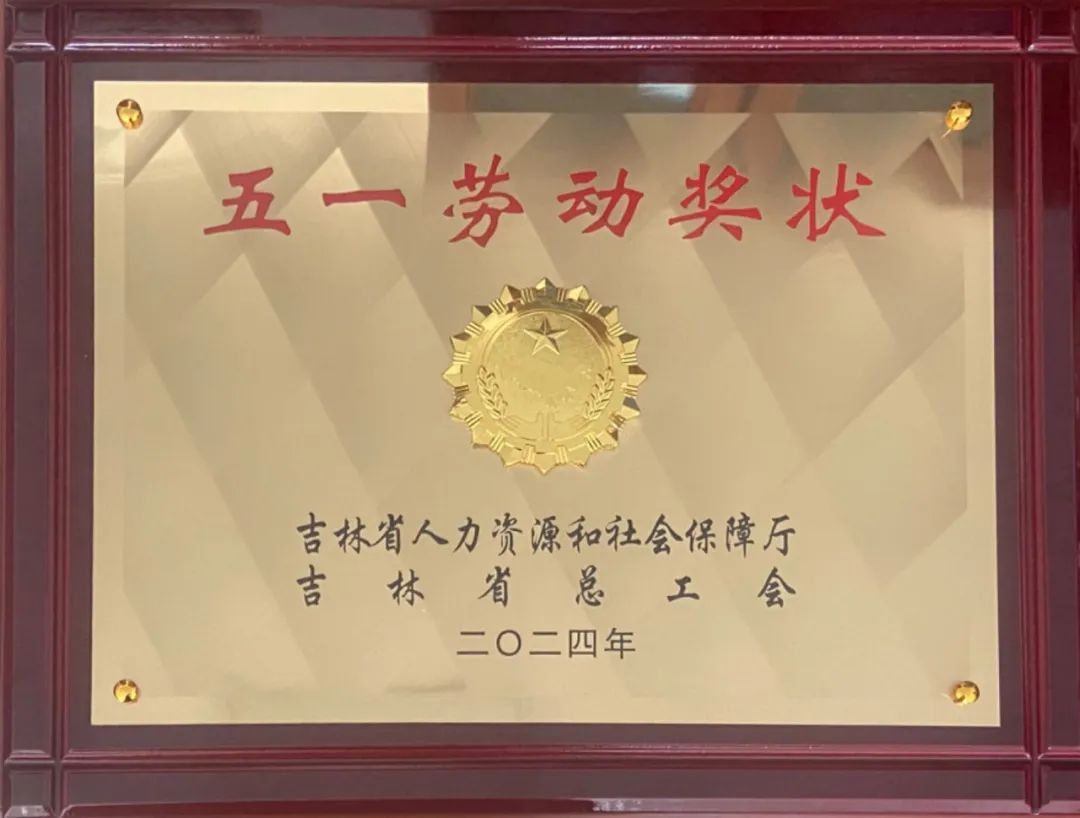 五一劳动奖状
吉林省人力资源和社会保障厅
吉林省总工会
二〇二四年